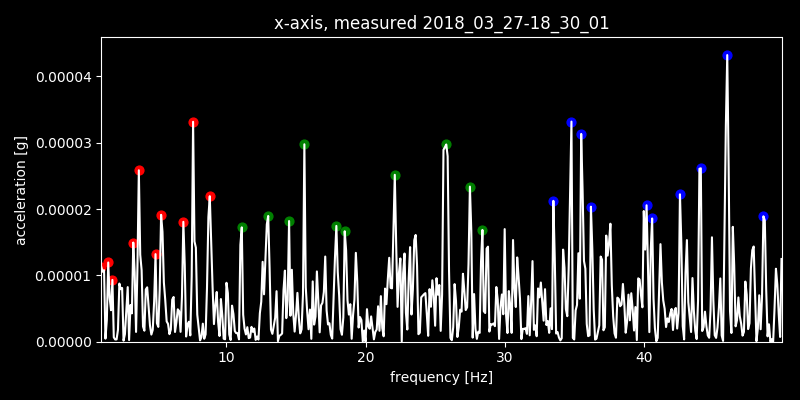 x-axis, measured 2018_03_27-18_30_01
acceleration [g]
0.00004
0.00003
0.00002
0.00001
0.00000
10 20 30 40
frequency [Hz]